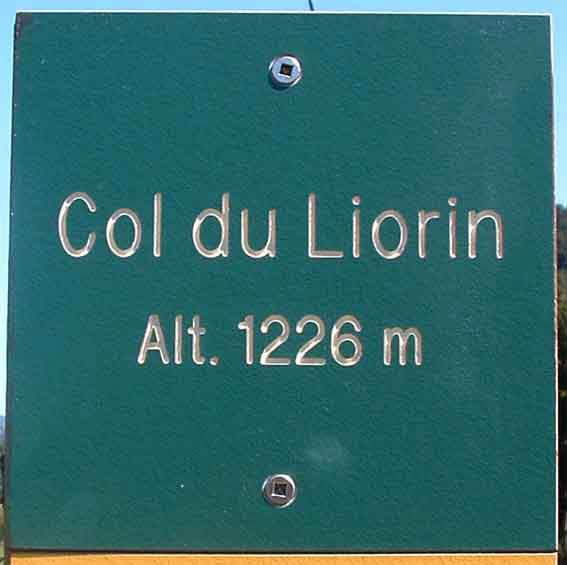 Col du Liorin
Alt. 1226 m